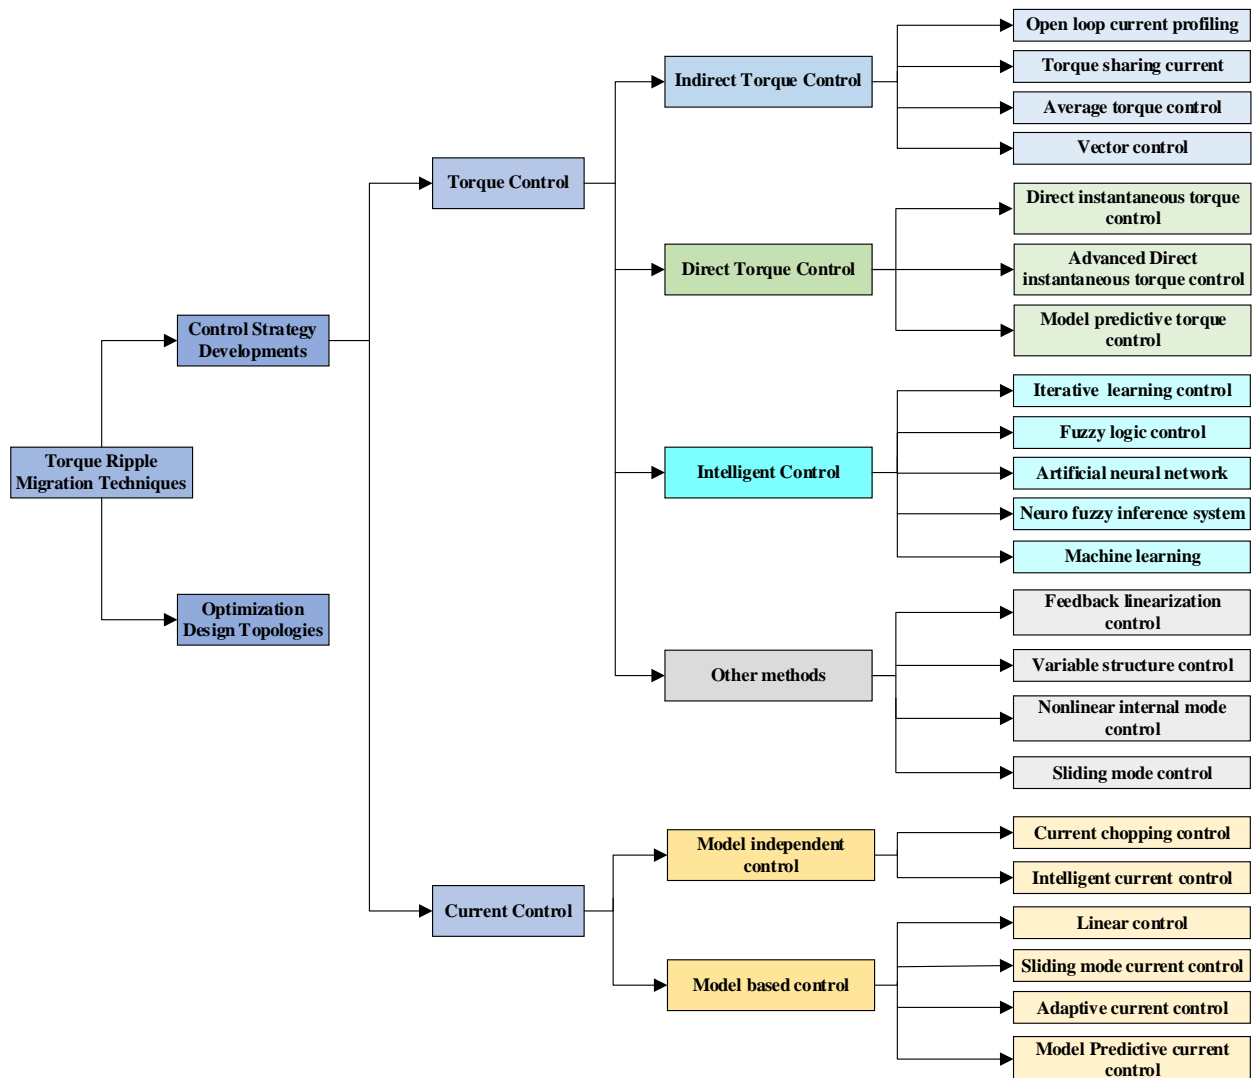 Torque Ripple
Migration Techniques
Control Strategy
Developments
Optimization
Design Topologies
Torque Control
Current Control
Indirect Torque Control
Direct Torque Control
Intelligent Control
Other methods
Model independent
control
Model based control
Open loop current profiling
Torque sharing current
Average torque control
Vector control
Direct instantaneous torque
control
Advanced Direct
instantaneous torque control
Model predictive torque
control
Iterative learning control
Fuzzy logic control
Artificial neural network
Neuro fuzzy inference system
Machine learning
Feedback linearization
control
Variable structure control
Nonlinear internal mode
control
Sliding mode control
Current chopping control
Intelligent current control
Linear control
Sliding mode current control
Adaptive current control
Model Predictive current
control